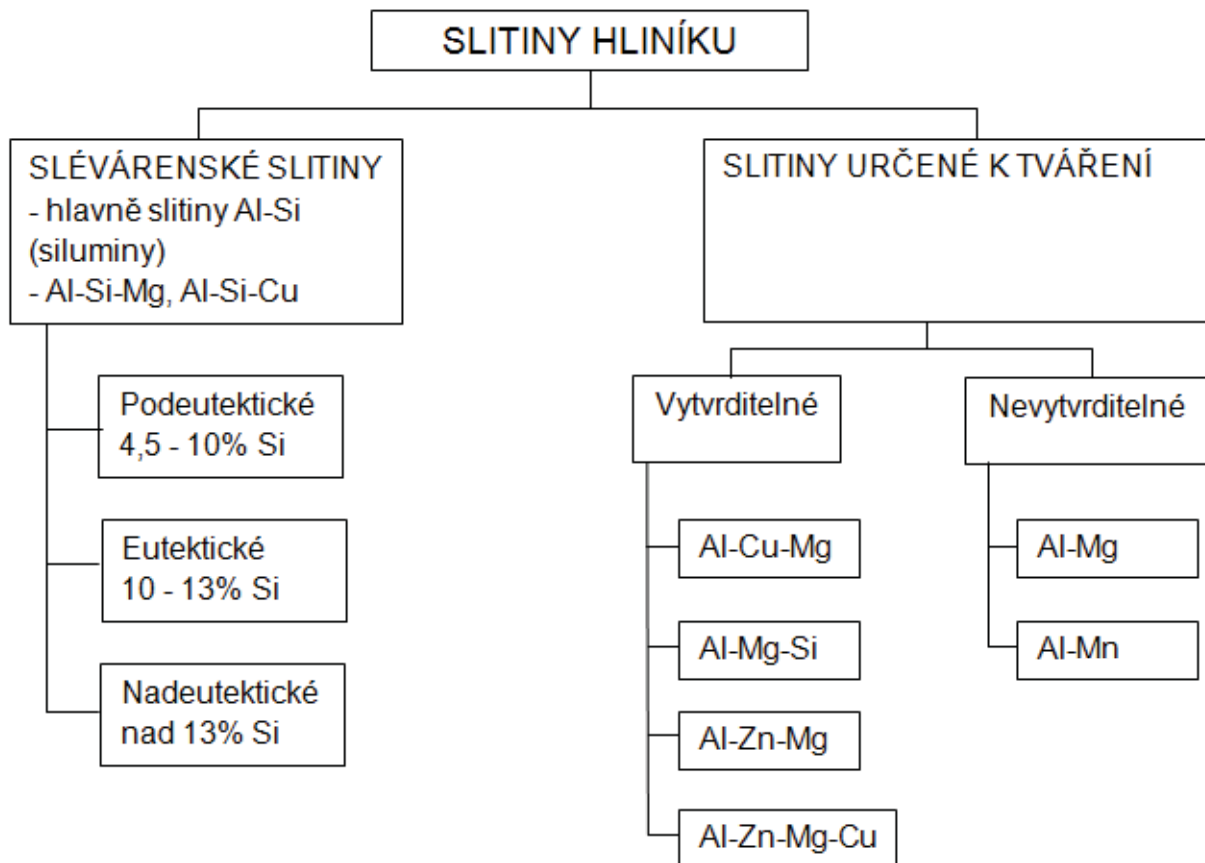 SLITINY HLINÍKU
SLÉVÁRENSKÉ SLITINY
- hlavně slitiny Al-Si
(siluminy)
- Al-Si-Mg, Al-Si-Cu
Podeutektické
4,5 - 10% Si
Eutektické
10 - 13% Si
Nadeutektické
nad 13% Si
SLITINY URČENÉ K TVÁŘENÍ
Vytvrditelné
Al-Cu-Mg
Al-Mg-Si
Al-Zn-Mg
Al-Zn-Mg-Cu
Nevytvrditelné
Al-Mg
Al-Mn